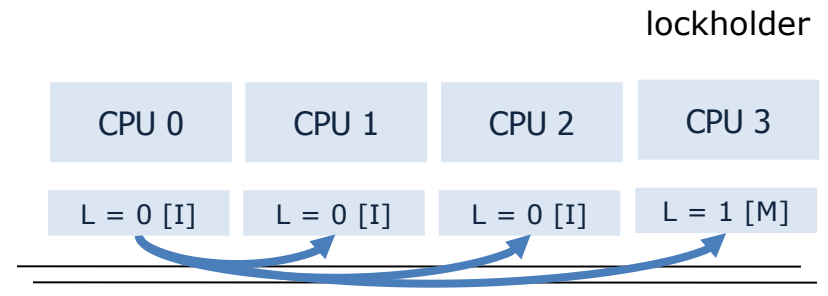 lockholder
CPU 0 CPU 1 CPU 2 CPU 3
L = 0 [I] L = 0 [I] L = 0 [I] L = 1 [M]